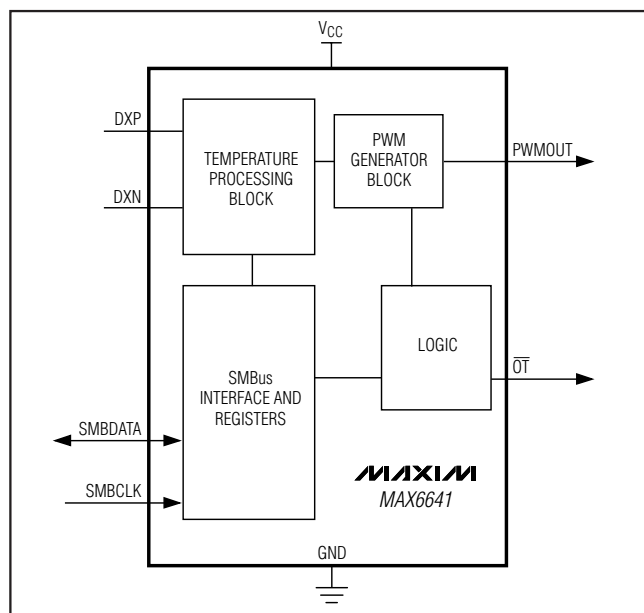 VCC
DXP
DXN
TEMPERATURE
PROCESSING
BLOCK
PWM
GENERATOR
BLOCK
PWMOUT
SMBus
INTERFACE AND
REGISTERS
LOGIC
OT
SMBDATA
SMBCLK
MAXIM
MAX6641
GND